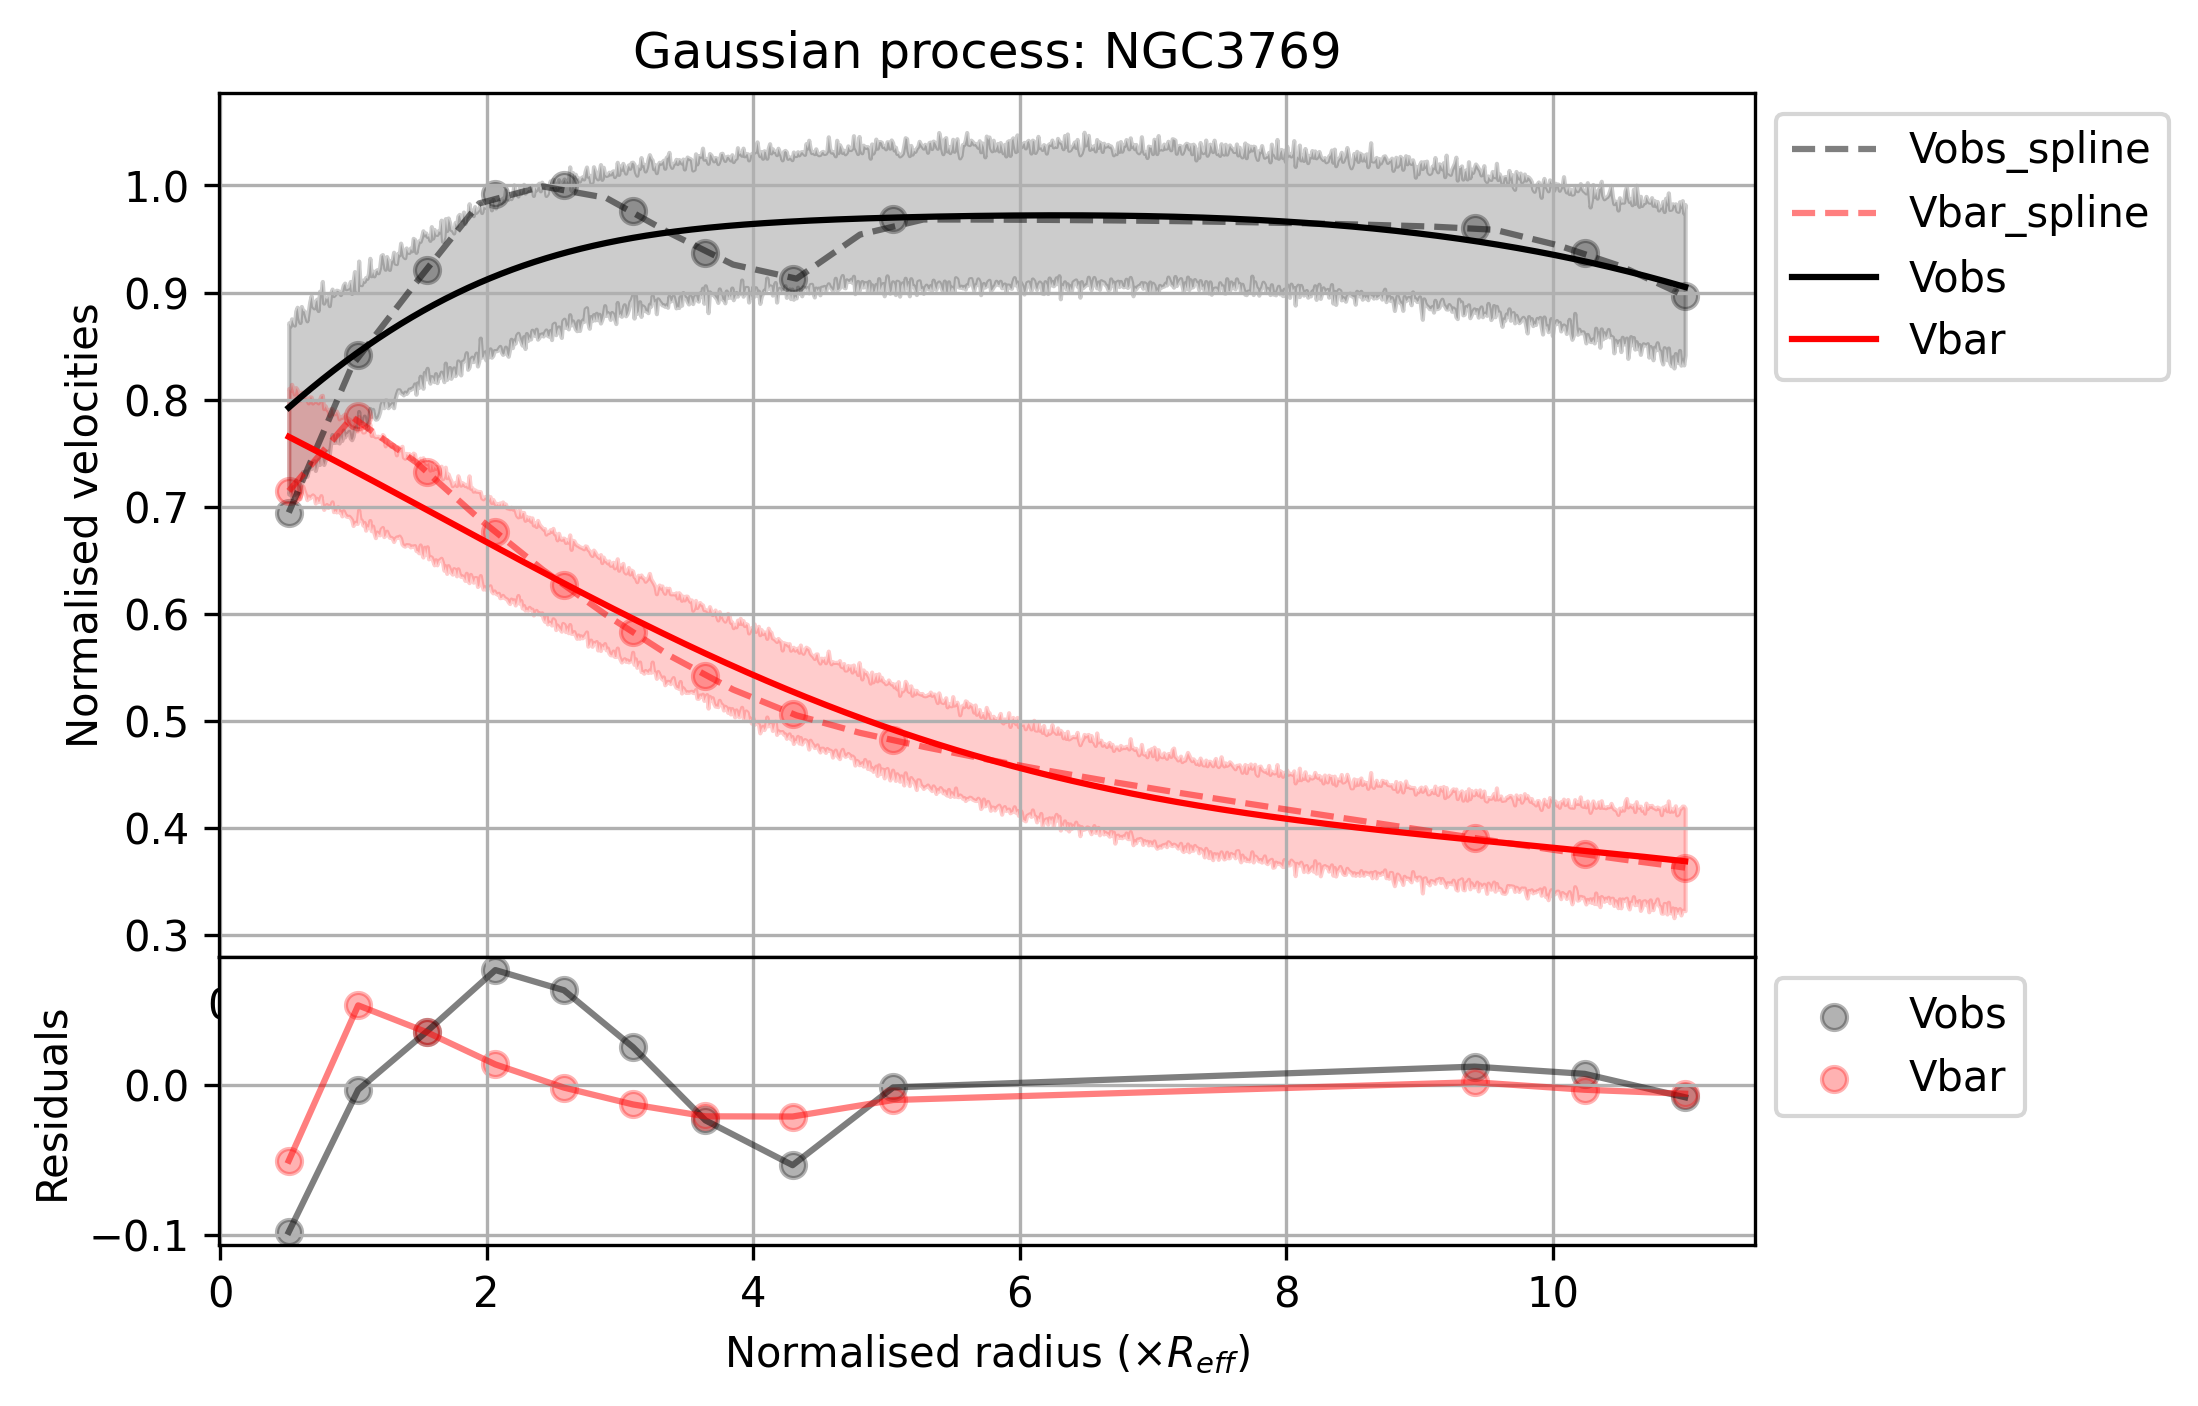 Gaussian process: NGC3769
Normalised velocities
1.0
0.9
0.8
0.7
0.6
0.5
0.4
0.3
Vobs_spline
Vbar_spline
Vobs
Vbar
Residuals
0.0
−0.1
Vobs
Vbar
0 2 4 6 8 10
Normalised radius (×R_{eff})